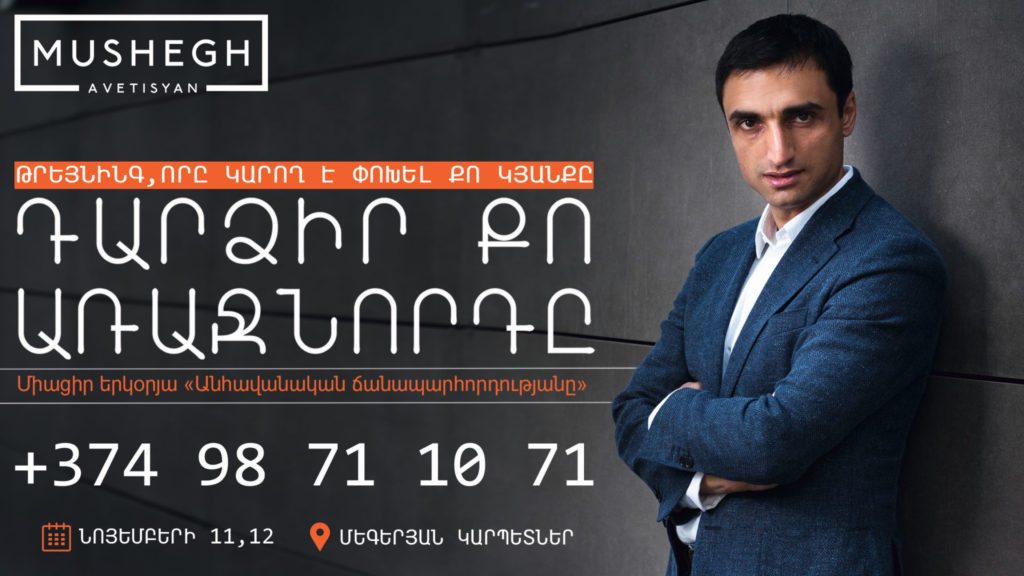 MUSHEGH
AVETISYAN
ԹՐԵՅՆԻՆԳ,ՈՐԸ ԿԱՐՈՂ Է ՓՈԽԵԼ ՔՈ ԿՅԱՆՔԸ
ԴԱՐՁԻՐ ՔՈ
ԱՌԱՋՆՈՐԴԸ
Միացիր երկօրյա «Անհավանական ճանապարհորդությանը»
+374 98 71 10 71
ՆՈՅԵՄԲԵՐԻ 11,12
ՄԵԳԵՐՅԱՆ ԿԱՐՊԵՏՆԵՐ